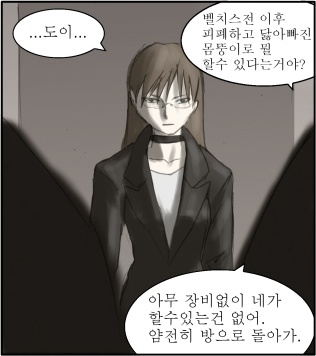 ...도이...
벨치스전 이후
피폐하고 닳아빠진
몸뚱이로 뭘
할수 있다는거야?
아무 장비없이 네가
할수있는건 없어.
얌전히 방으로 돌아가.